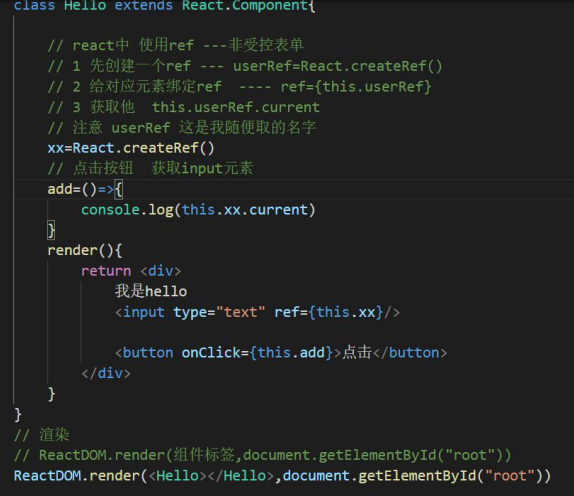 class Hello extends React.Component{
// react中 使用ref ---非受控表单
// 1 先创建一个ref --- userRef=React.createRef()
// 2 给对应元素绑定ref ---- ref={this.userRef}
// 3 获取他 this.userRef.current
// 注意 userRef 这是我随便取的名字
xx=React.createRef()
// 点击按钮 获取input元素
add=()=>{
console.log(this.xx.current)
}
render(){
return <div>
我是hello
<input type="text" ref={this.xx}/>
<button onClick={this.add}>点击</button>
</div>
}
}
// 渲染
// ReactDOM.render(组件标签,document.getElementById("root"))
ReactDOM.render(<Hello></Hello>,document.getElementById("root"))